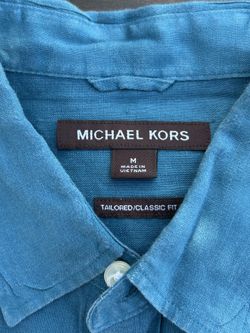 MICHAEL KORS
M
MADE IN
VIETNAM
TAILORED/CLASSIC FIT